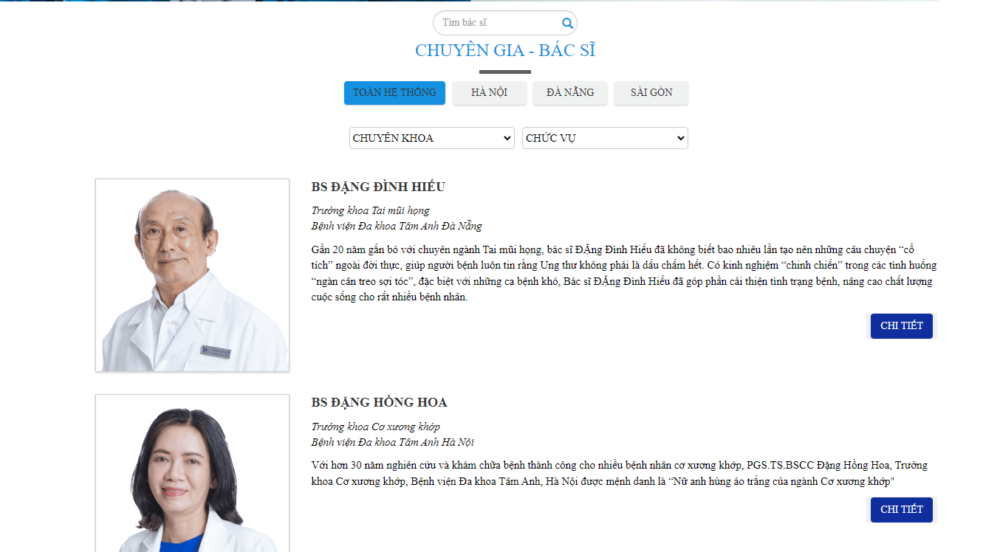 Tìm bác sĩ
CHUYÊN GIA - BÁC SĨ
TOÀN HỆ THỐNG
HÀ NỘI
ĐÀ NẴNG
SÀI GÒN
CHUYÊN KHOA
CHỨC VỤ
BS ĐẶNG ĐÌNH HIẾU
Trưởng khoa Tai mũi họng
Bệnh viện Đa khoa Tâm Anh Đà Nẵng
Gần 20 năm gắn bó với chuyên ngành Tai mũi họng, bác sĩ ĐẶng Đình Hiếu đã không biết bao nhiêu lần tạo nên những câu chuyện “cổ
tích” ngoài đời thực, giúp người bệnh luôn tin rằng Ung thư không phải là dấu chấm hết. Có kinh nghiệm “chinh chiến” trong các tình huống
“ngàn cân treo sợi tóc”, đặc biệt với những ca bệnh khó, Bác sĩ ĐẶng Đình Hiếu đã góp phần cải thiện tình trạng bệnh, nâng cao chất lượng
cuộc sống cho rất nhiều bệnh nhân.
CHI TIẾT
BS ĐẶNG HỒNG HOA
Trưởng khoa Cơ xương khớp
Bệnh viện Đa khoa Tâm Anh Hà Nội
Với hơn 30 năm nghiên cứu và khám chữa bệnh thành công cho nhiều bệnh nhân cơ xương khớp, PGS.TS.BSCC Đặng Hồng Hoa, Trưởng
khoa Cơ xương khớp, Bệnh viện Đa khoa Tâm Anh, Hà Nội được mệnh danh là “Nữ anh hùng áo trắng của ngành Cơ xương khớp"
CHI TIẾT